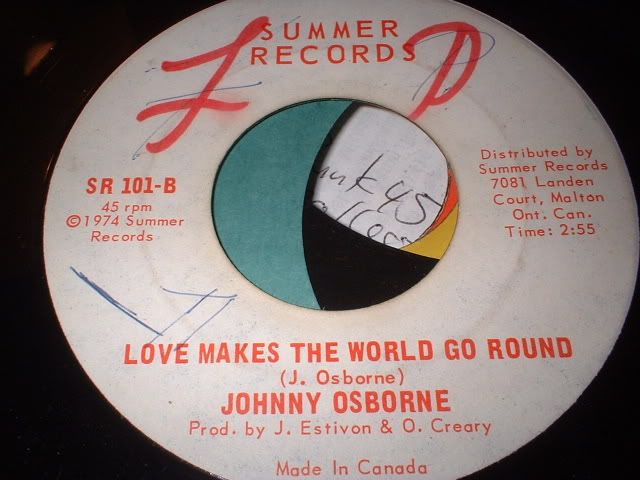 SUMMER
RECORDS
SR 101-B
45 rpm
©1974 Summer
Records
Distributed by
Summer Records
7081 Landen
Court, Malton
Ont. Can.
Time: 2:55
45
LOVE MAKES THE WORLD GO ROUND
(J. Osborne)
JOHNNY OSBORNE
Prod. by J. Estivon & O. Creary
Made In Canada